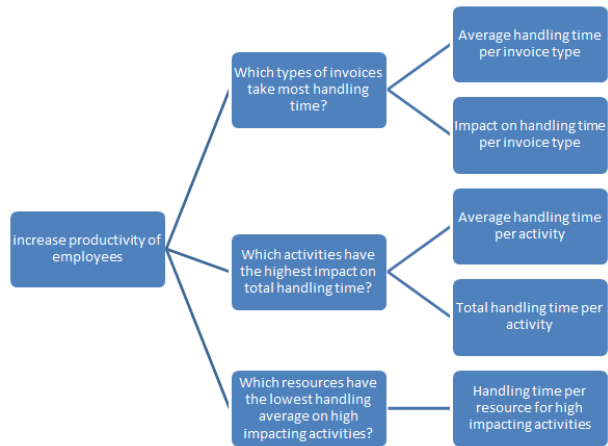 increase productivity of
employees
Which types of invoices
take most handling
time?
Average handling time
per invoice type
Impact on handling time
per invoice type
Which activities have
the highest impact on
total handling time?
Average handling time
per activity
Total handling time per
activity
Which resources have
the lowest handling
average on high
impacting activities?
Handling time per
resource for high
impacting activities